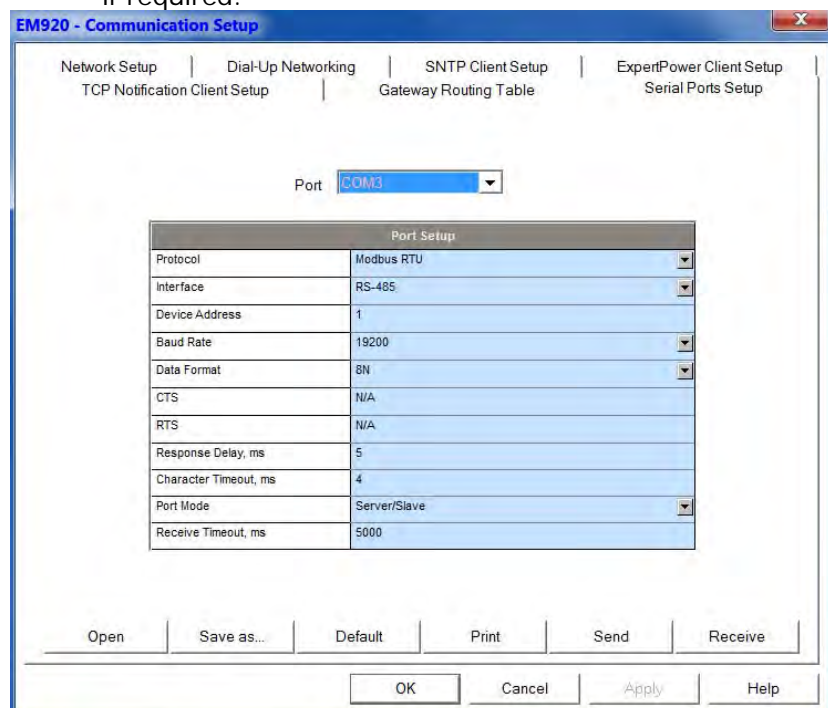 if required.
EM920 - Communication Setup
X
Network Setup Dial-Up Networking SNTP Client Setup ExpertPower Client Setup
TCP Notification Client Setup Gateway Routing Table Serial Ports Setup
Port COM3
Port Setup
Protocol Modbus RTU
Interface RS-485
Device Address 1
Baud Rate 19200
Data Format 8N
CTS N/A
RTS N/A
Response Delay, ms 5
Character Timeout, ms 4
Port Mode Server/Slave
Receive Timeout, ms 5000
Open Save as... Default Print Send Receive
OK Cancel Apply Help